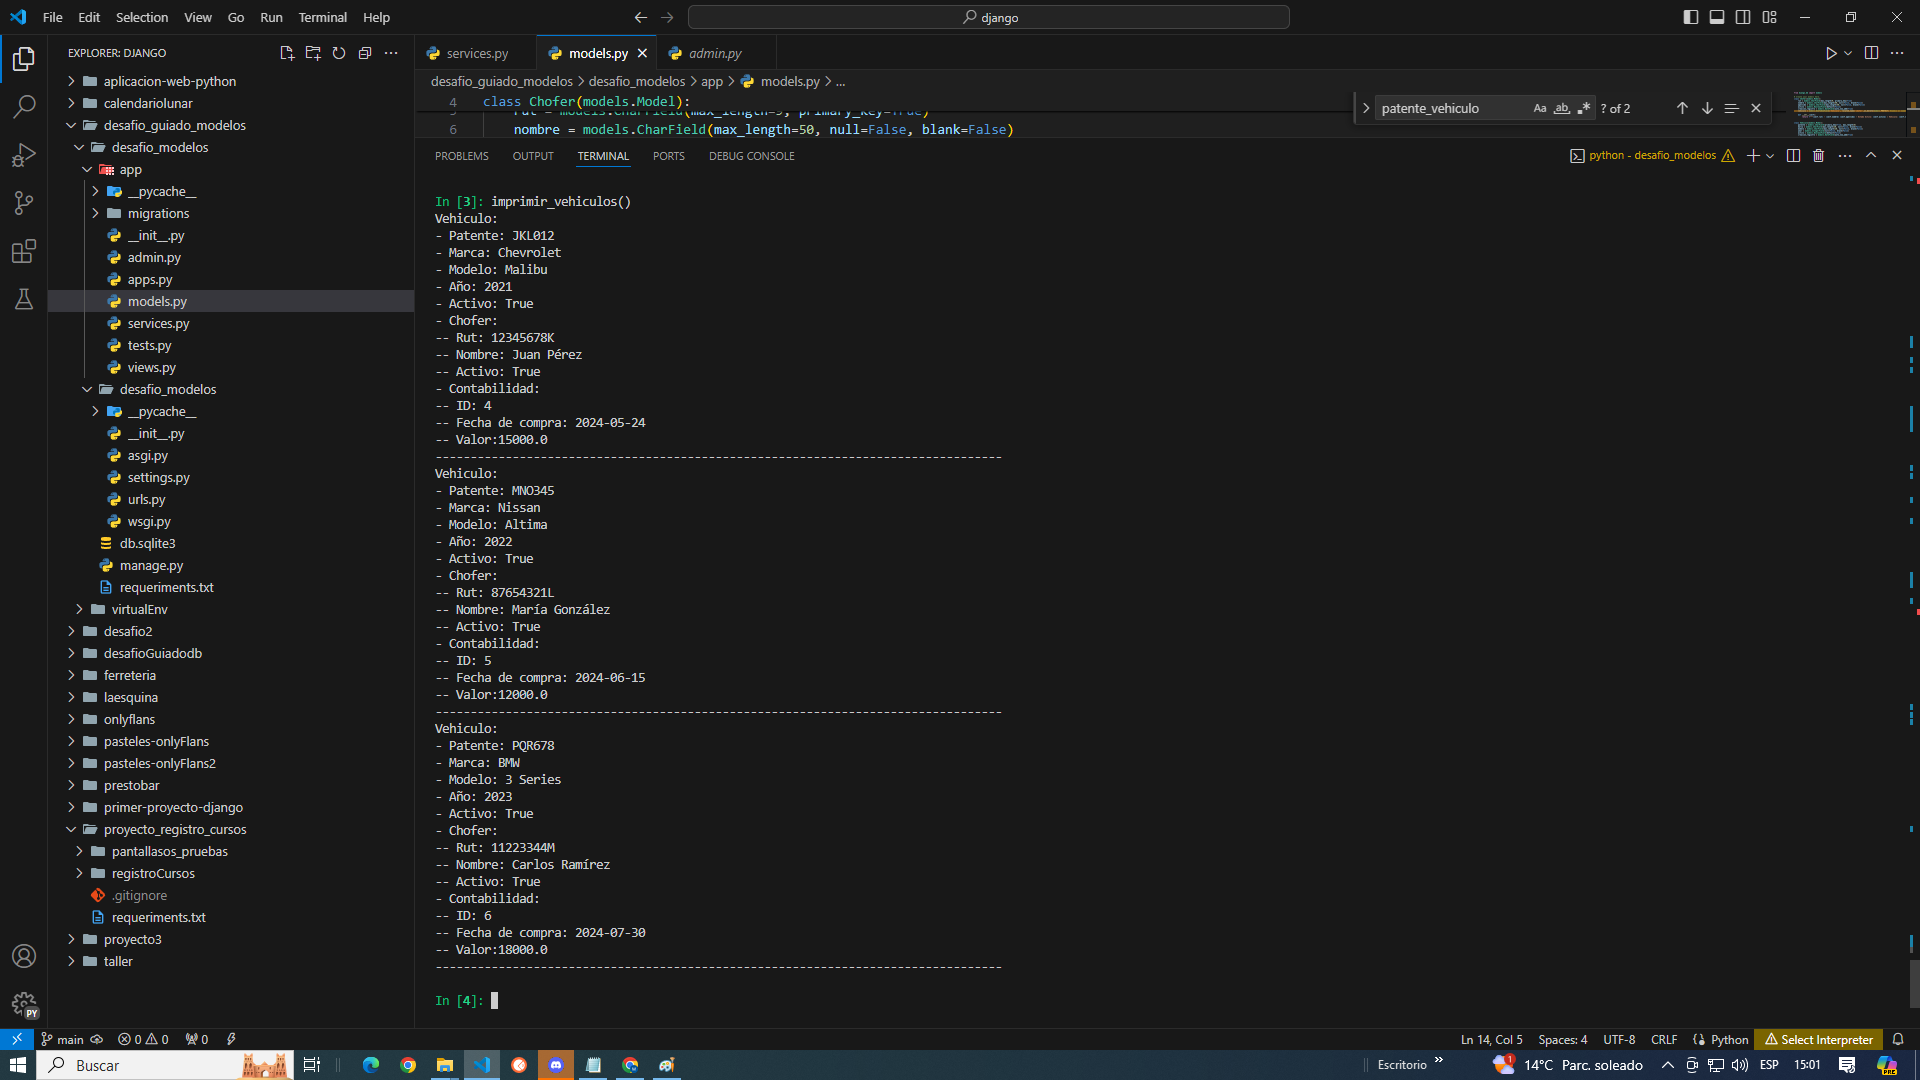 File Edit Selection View Go Run Terminal Help
django
EXPLORER: DJANGO
aplicacion-web-python
calendariolunar
desafio_guiado_modelos
desafio_modelos
app
__pycache__
migrations
__init__.py
admin.py
apps.py
models.py
services.py
tests.py
views.py
desafio_modelos
__pycache__
__init__.py
asgi.py
settings.py
urls.py
wsgi.py
db.sqlite3
manage.py
requeriments.txt
virtualEnv
desafio2
desafioGuiadodb
ferreteria
laesquina
onlyflans
pasteles-onlyFlans
pasteles-onlyFlans2
prestobar
primer-proyecto-django
proyecto_registro_cursos
pantallasos_pruebas
registroCursos
.gitignore
requeriments.txt
proyecto3
taller
services.py models.py admin.py
desafio_guiado_modelos > desafio_modelos > app > models.py > ...
4 class Chofer(models.Model):
5 rut = models.CharField(max_length=9, primary_key=True)
6 nombre = models.CharField(max_length=50, null=False, blank=False)
patente_vehiculo Aa ab .* ? of 2
PROBLEMS OUTPUT TERMINAL PORTS DEBUG CONSOLE
python - desafio_modelos
In [3]: imprimir_vehiculos()
Vehiculo:
- Patente: JKL012
- Marca: Chevrolet
- Modelo: Malibu
- Año: 2021
- Activo: True
- Chofer:
-- Rut: 12345678K
-- Nombre: Juan Pérez
-- Activo: True
- Contabilidad:
-- ID: 4
-- Fecha de compra: 2024-05-24
-- Valor:15000.0
---------------------------------------------------------------------------------
Vehiculo:
- Patente: MNO345
- Marca: Nissan
- Modelo: Altima
- Año: 2022
- Activo: True
- Chofer:
-- Rut: 87654321L
-- Nombre: María González
-- Activo: True
- Contabilidad:
-- ID: 5
-- Fecha de compra: 2024-06-15
-- Valor:12000.0
---------------------------------------------------------------------------------
Vehiculo:
- Patente: PQR678
- Marca: BMW
- Modelo: 3 Series
- Año: 2023
- Activo: True
- Chofer:
-- Rut: 11223344M
-- Nombre: Carlos Ramírez
-- Activo: True
- Contabilidad:
-- ID: 6
-- Fecha de compra: 2024-07-30
-- Valor:18000.0
---------------------------------------------------------------------------------
In [4]:
PY
main 0 0 0 Ln 14, Col 5 Spaces: 4 UTF-8 CRLF Python Select Interpreter
Buscar Escritorio 1 14°C Parc. soleado ESP 15:01